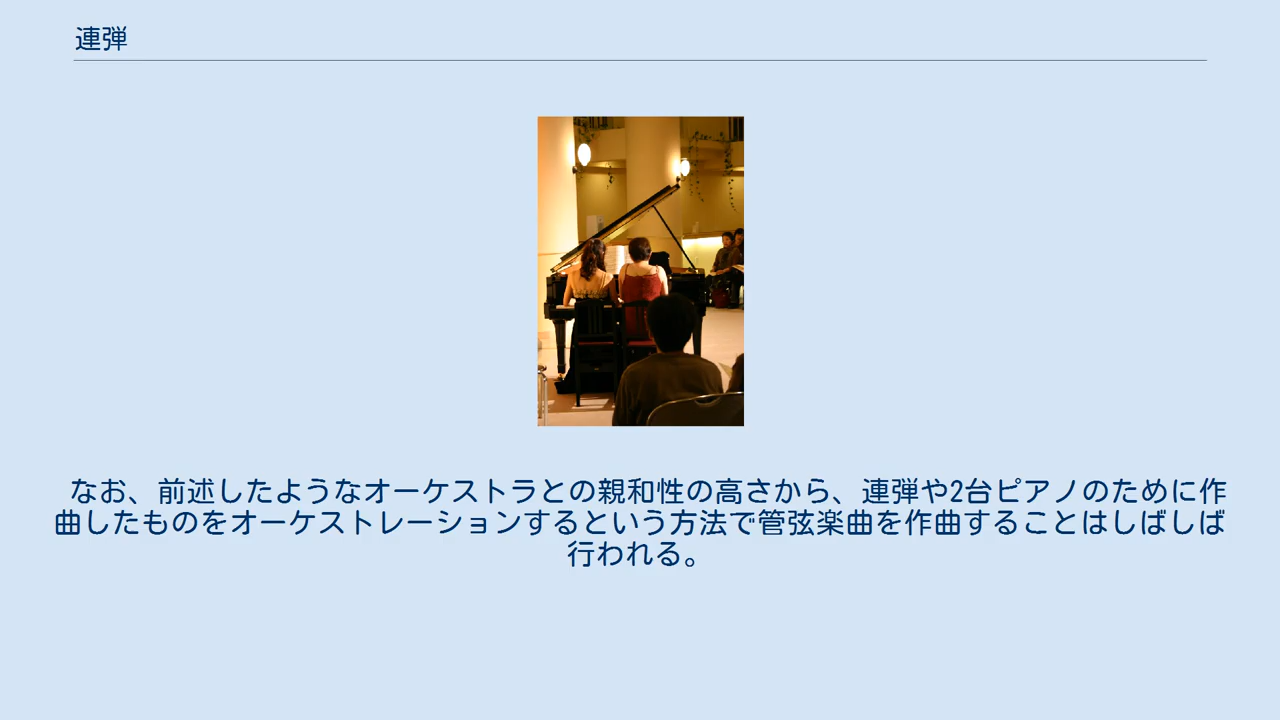 連弾
なお、前述したようなオーケストラとの親和性の高さから、連弾や2台ピアノのために作
曲したものをオーケストレーションするという方法で管弦楽曲を作曲することはしばしば
行われる。